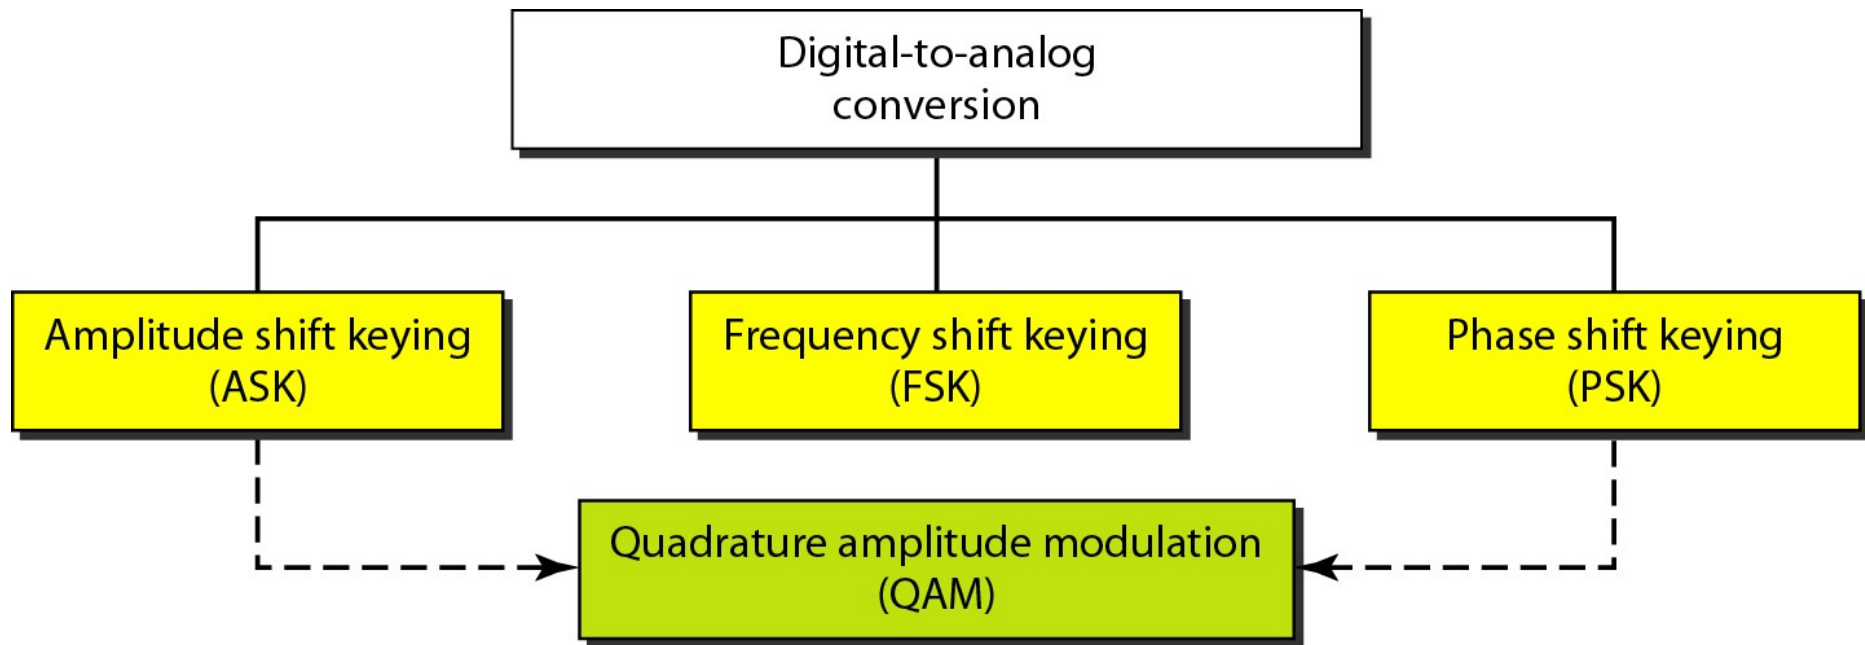 Digital-to-analog
conversion
Amplitude shift keying
(ASK)
Frequency shift keying
(FSK)
Phase shift keying
(PSK)
Quadrature amplitude modulation
(QAM)